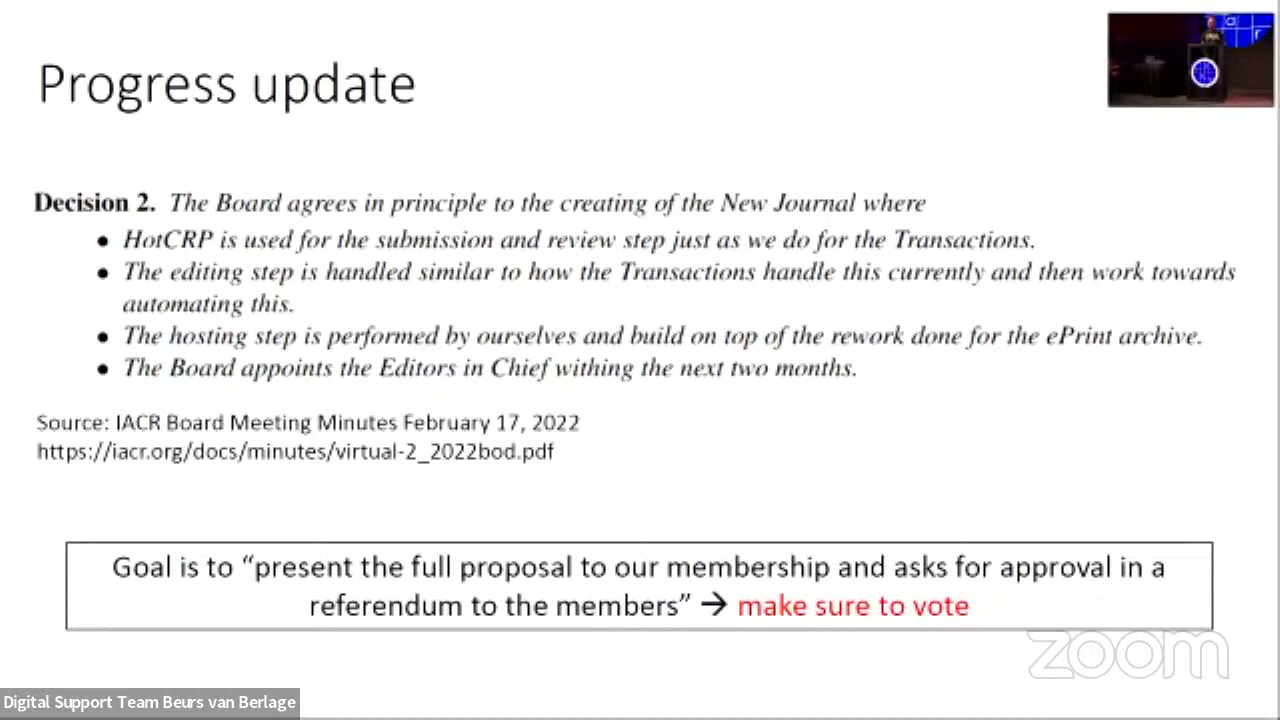 Progress update
Decision 2. The Board agrees in principle to the creating of the New Journal where
• HotCRP is used for the submission and review step just as we do for the Transactions.
• The editing step is handled similar to how the Transactions handle this currently and then work towards
automating this.
• The hosting step is performed by ourselves and build on top of the rework done for the ePrint archive.
• The Board appoints the Editors in Chief withing the next two months.
Source: IACR Board Meeting Minutes February 17, 2022
https://iacr.org/docs/minutes/virtual-2_2022bod.pdf
Goal is to “present the full proposal to our membership and asks for approval in a
referendum to the members” → make sure to vote
zoom
Digital Support Team Beurs van Berlage